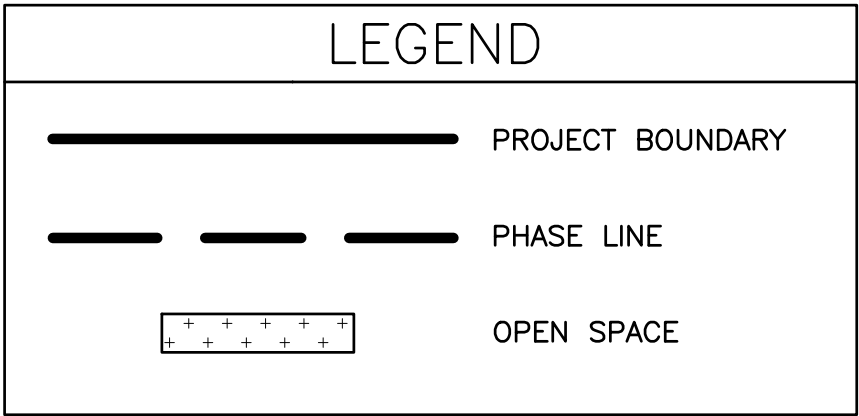 LEGEND
PROJECT BOUNDARY
PHASE LINE
OPEN SPACE